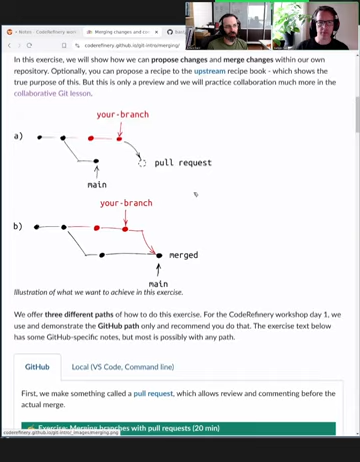 Notes
Merging changes and con
coderefinery.github.io/git-intro/merging/
In this exercise, we will show how we can propose changes and merge changes within our own
repository. Optionally, you can propose a recipe to the upstream recipe book - which shows the
true purpose of this. But this is only a preview and we will practice collaboration much more in the
collaborative Git lesson.
your-branch
a)
pull request
main
your-branch
b)
merged
main
Illustration of what we want to achieve in this exercise.
We offer three different paths of how to do this exercise. For the CodeRefinery workshop day 1, we
use and demonstrate the GitHub path only and recommend you do that. The exercise text below
has some GitHub-specific notes, but most is possibly with any path.
GitHub Local (VS Code, Command line)
First, we make something called a pull request, which allows review and commenting before the
actual merge.
Exercise: Merging branches with pull requests (20 min)
coderefinery.github.io/git-intro/_images/merging.png